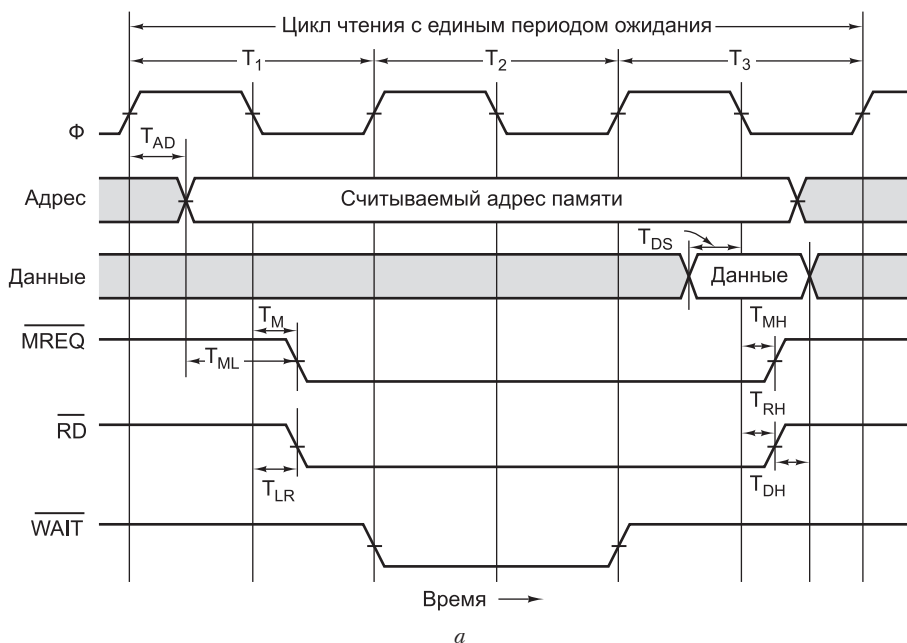 Цикл чтения с единым периодом ожидания
T1 T2 T3
Ф
TAD
Адрес Считываемый адрес памяти
TDS
Данные Данные
MREQ TM TMH
TML
RD TRH
TLR TDH
WAIT
Время
а